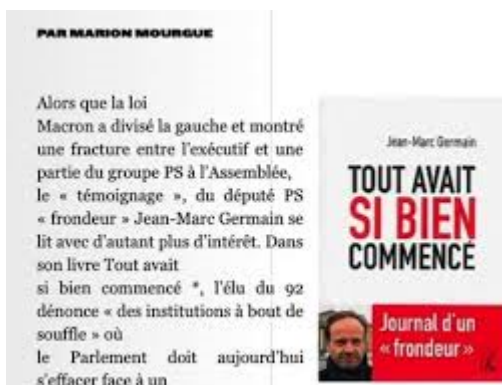 PAR MARION MOURGUE
Alors que la loi
Macron a divisé la gauche et montré
une fracture entre l'exécutif et une
partie du groupe PS à l'Assemblée,
le « témoignage », du député PS
« frondeur » Jean-Marc Germain se
lit avec d'autant plus d'intérêt. Dans
son livre Tout avait
si bien commencé *, l'élu du 92
dénonce « des institutions à bout de
souffle » où
le Parlement doit aujourd'hui
s'effacer face à un
Jean-Marc Germain
TOUT AVAIT
SI BIEN
COMMENCÉ
Journal d'un
« frondeur »